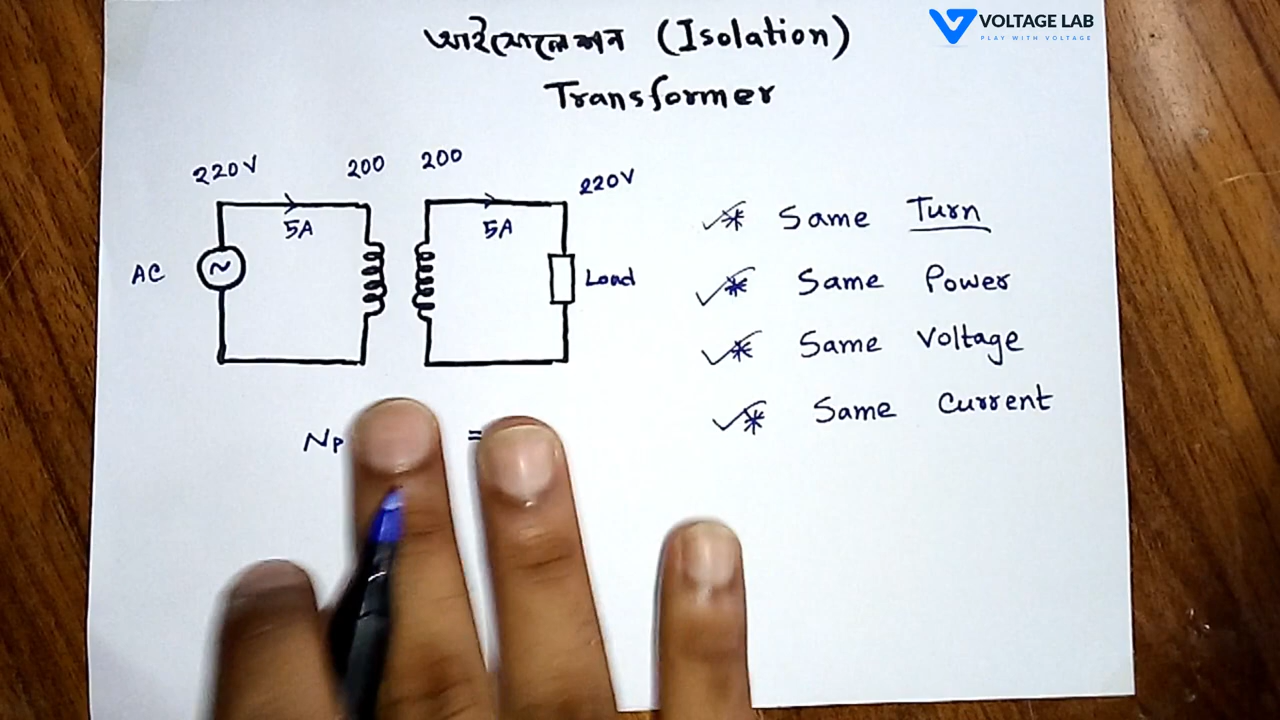 VOLTAGE LAB
PLAY WITH VOLTAGE
আইসোলেশন (Isolation)
Transformer
220V 200 200 220V
5A 5A
AC ~ Load
* Same Turn
* Same Power
* Same Voltage
* Same Current
Np =